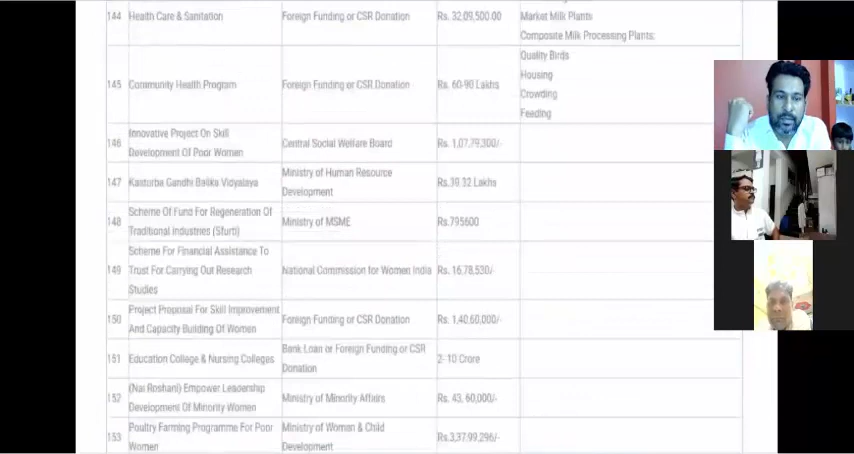 144 Health Care & Sanitation Foreign Funding or CSR Donation Rs. 32,09,500.00 Market Milk Plants
Composite Milk Processing Plants:
145 Community Health Program Foreign Funding or CSR Donation Rs. 60-90 Lakhs Quality Birds
Housing
Crowding
Feeding
146 Innovative Project On Skill
Development Of Poor Women Central Social Welfare Board Rs. 1,07,79,300/-
147 Kasturba Gandhi Balika Vidyalaya Ministry of Human Resource
Development Rs.39.32 Lakhs
148 Scheme Of Fund For Regeneration Of
Traditional Industries (Sfurti) Ministry of MSME Rs.795600
149 Scheme For Financial Assistance To
Trust For Carrying Out Research
Studies National Commission for Women India Rs. 16,78,530/-
150 Project Proposal For Skill Improvement
And Capacity Building Of Women Foreign Funding or CSR Donation Rs. 1,40,60,000/-
151 Education College & Nursing Colleges Bank Loan or Foreign Funding or CSR
Donation 2-10 Crore
152 (Nai Roshani) Empower Leadership
Development Of Minority Women Ministry of Minority Affairs Rs. 43, 60,000/-
153 Poultry Farming Programme For Poor
Women Ministry of Woman & Child
Development Rs.3,37,99,296/-